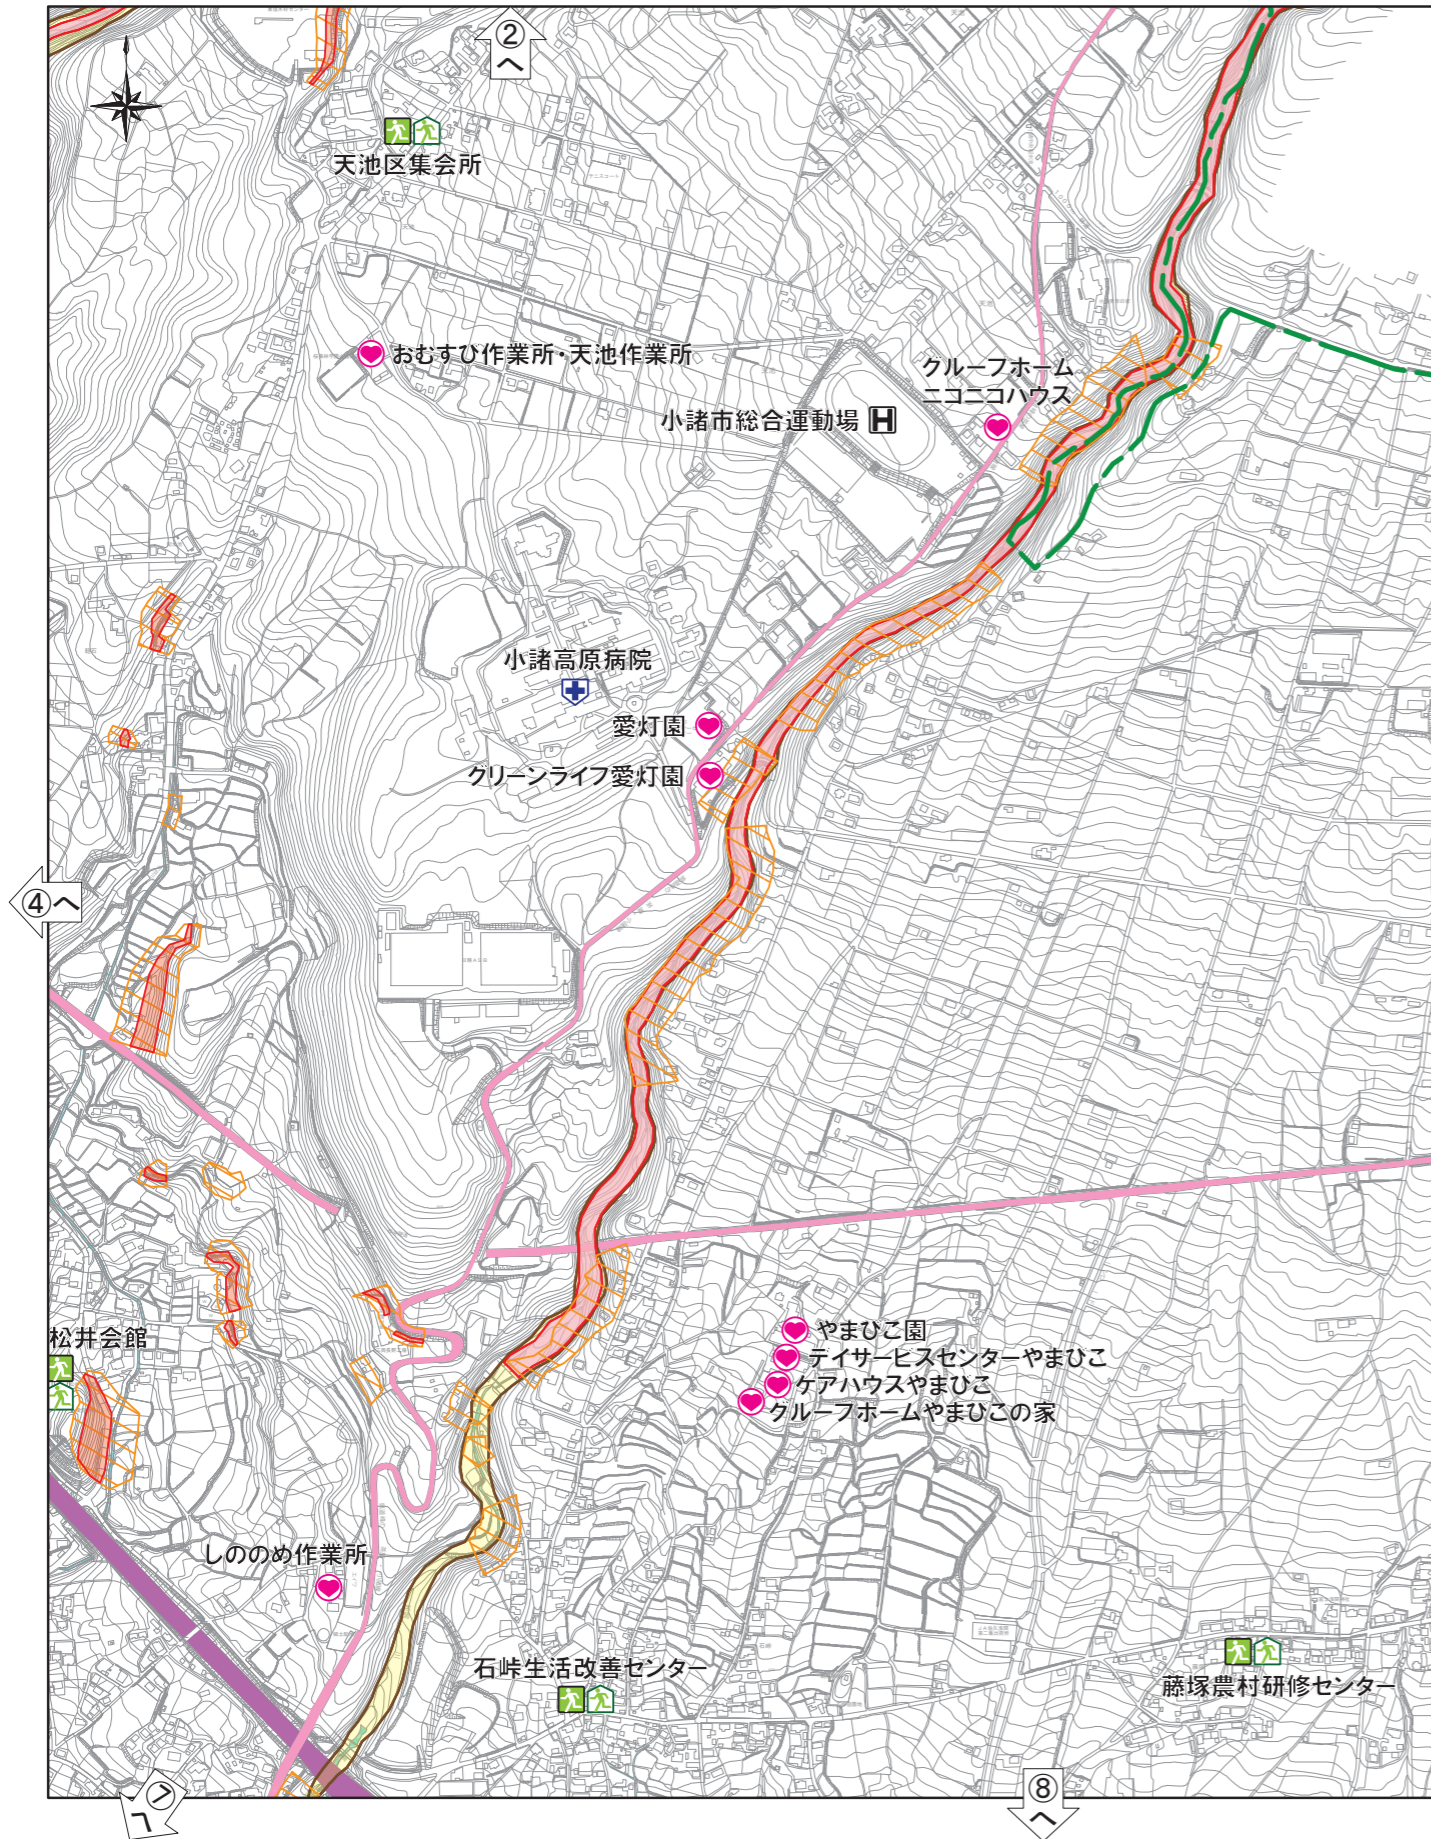 ②
へ
天池区集会所
おむすび作業所・天池作業所
グループホーム
ニコニコハウス
小諸市総合運動場 H
小諸高原病院
愛灯園
グリーンライフ愛灯園
④へ
松井会館
やまびこ園
デイサービスセンターやまびこ
ケアハウスやまびこ
グループホームやまびこの家
しののめ作業所
石峠生活改善センター
藤塚農村研修センター
⑦
へ
⑧
へ